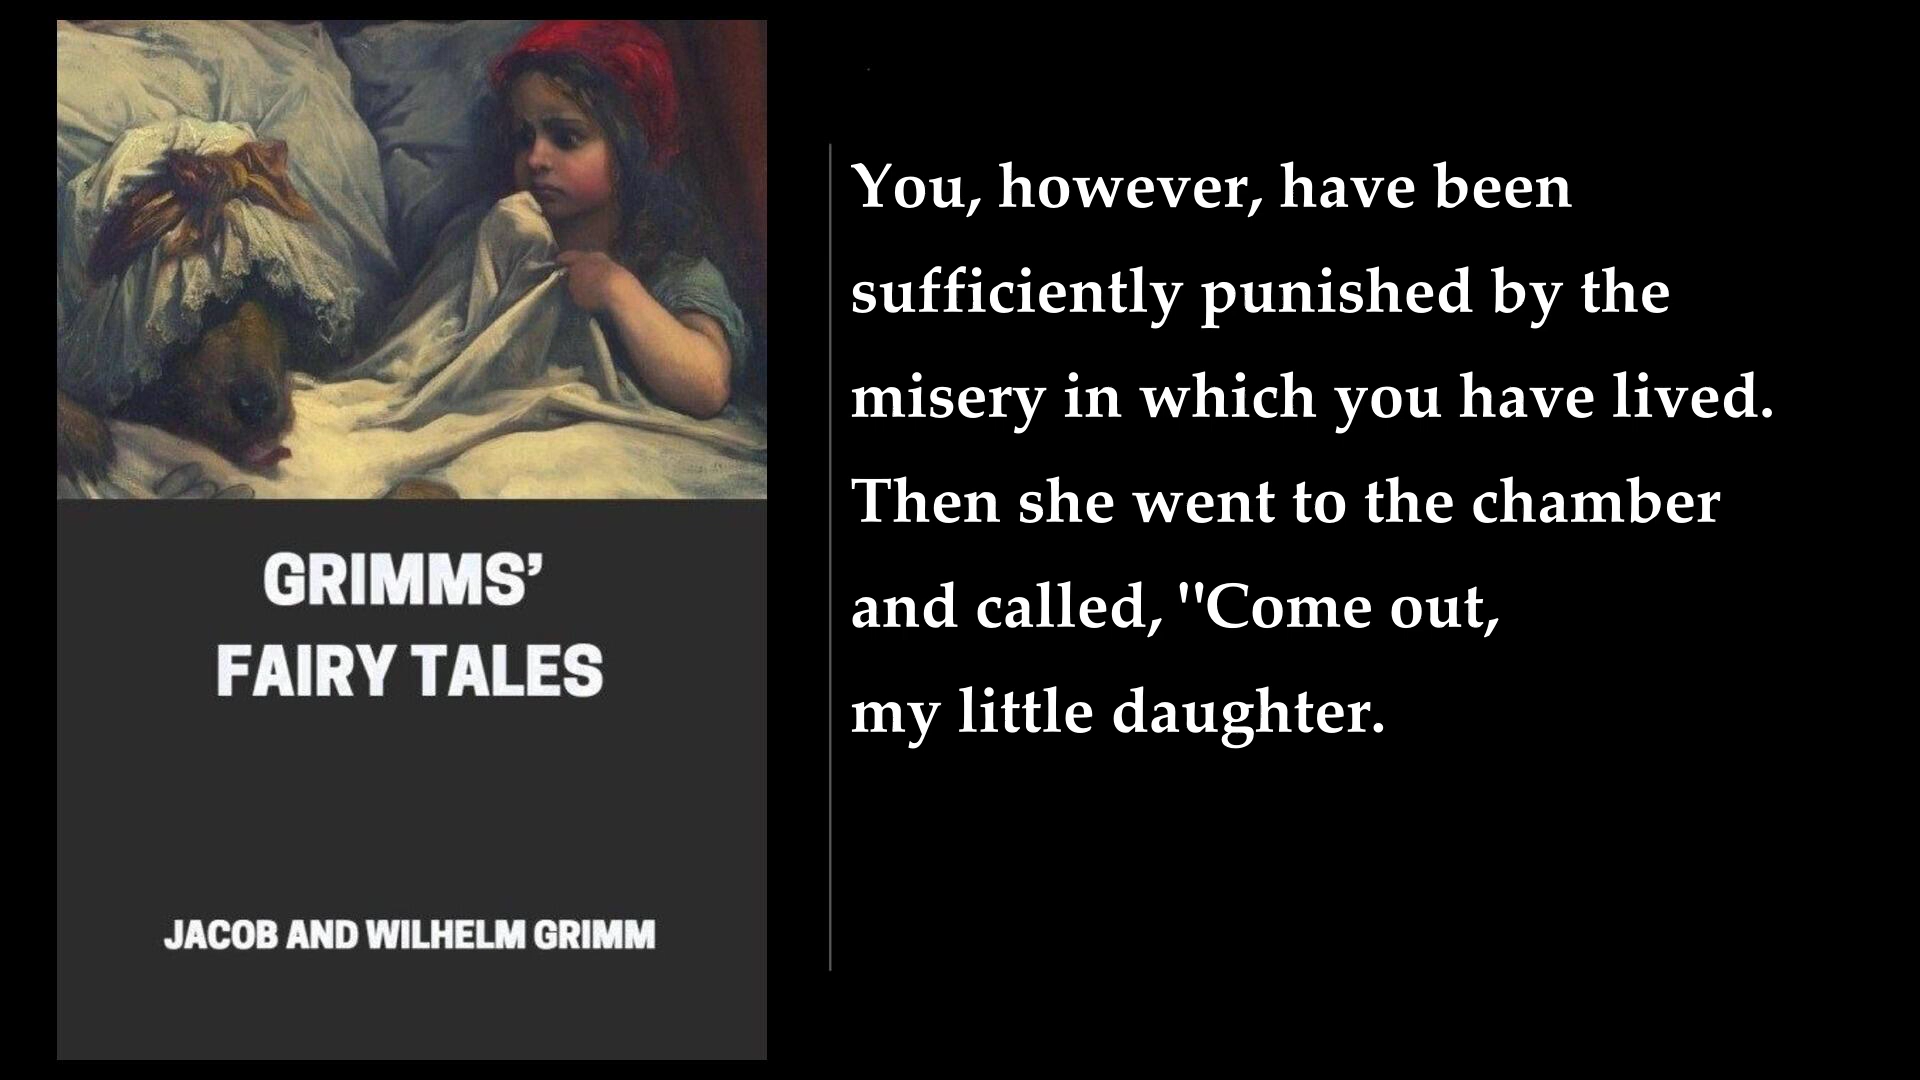 GRIMMS’
FAIRY TALES
JACOB AND WILHELM GRIMM
You, however, have been
sufficiently punished by the
misery in which you have lived.
Then she went to the chamber
and called, "Come out,
my little daughter.